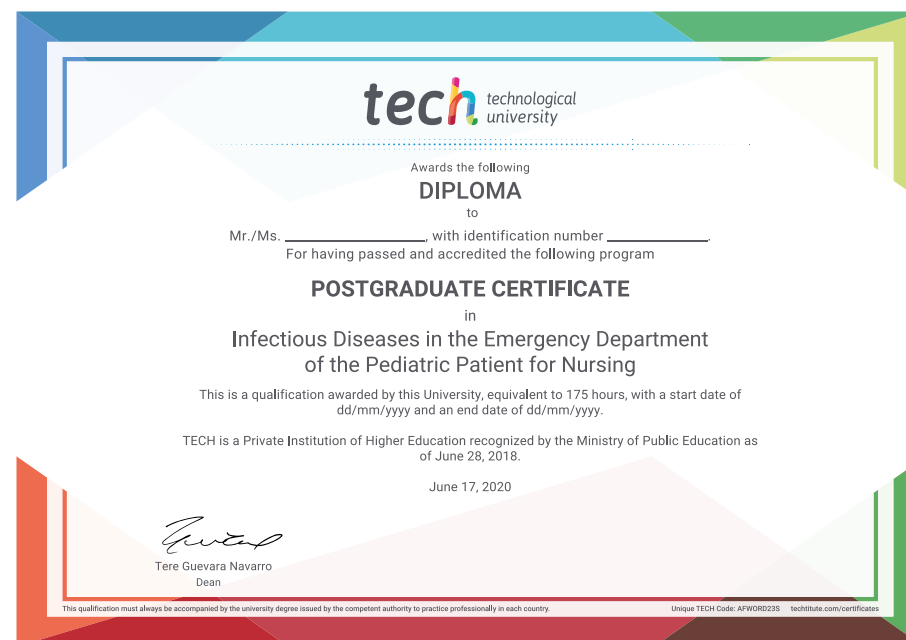 tech technological
university
Awards the following
DIPLOMA
to
Mr./Ms. ____________________, with identification number ______________.
For having passed and accredited the following program
POSTGRADUATE CERTIFICATE
in
Infectious Diseases in the Emergency Department
of the Pediatric Patient for Nursing
This is a qualification awarded by this University, equivalent to 175 hours, with a start date of
dd/mm/yyyy and an end date of dd/mm/yyyy.
TECH is a Private Institution of Higher Education recognized by the Ministry of Public Education as
of June 28, 2018.
June 17, 2020
Tere Guevara Navarro
Dean
This qualification must always be accompanied by the university degree issued by the competent authority to practice professionally in each country. Unique TECH Code: AFWORD23S techtitute.com/certificates